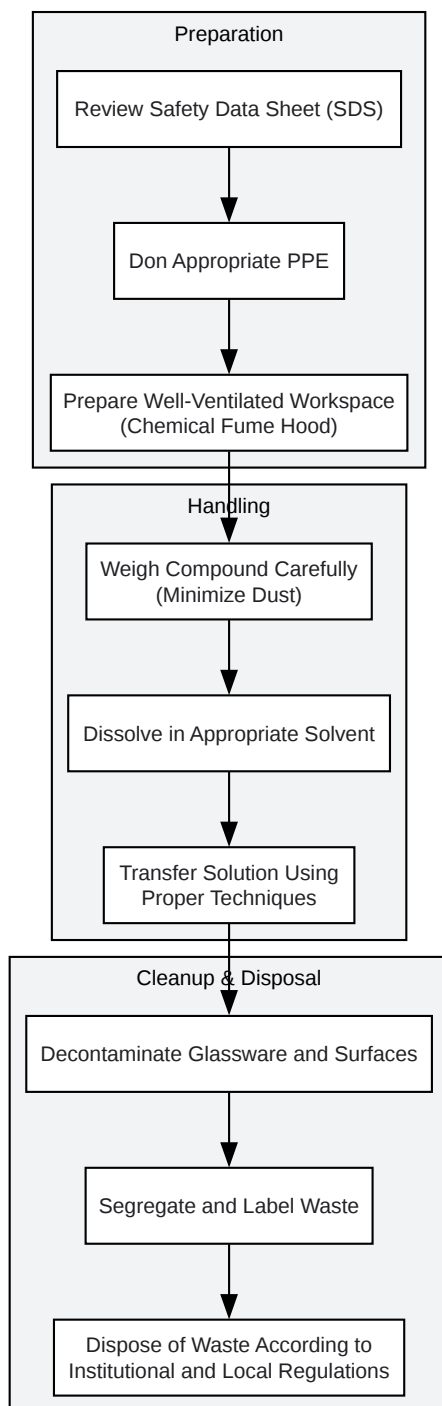 Preparation
Review Safety Data Sheet (SDS)
Don Appropriate PPE
Prepare Well-Ventilated Workspace
(Chemical Fume Hood)
Handling
Weigh Compound Carefully
(Minimize Dust)
Dissolve in Appropriate Solvent
Transfer Solution Using
Proper Techniques
Cleanup & Disposal
Decontaminate Glassware and Surfaces
Segregate and Label Waste
Dispose of Waste According to
Institutional and Local Regulations